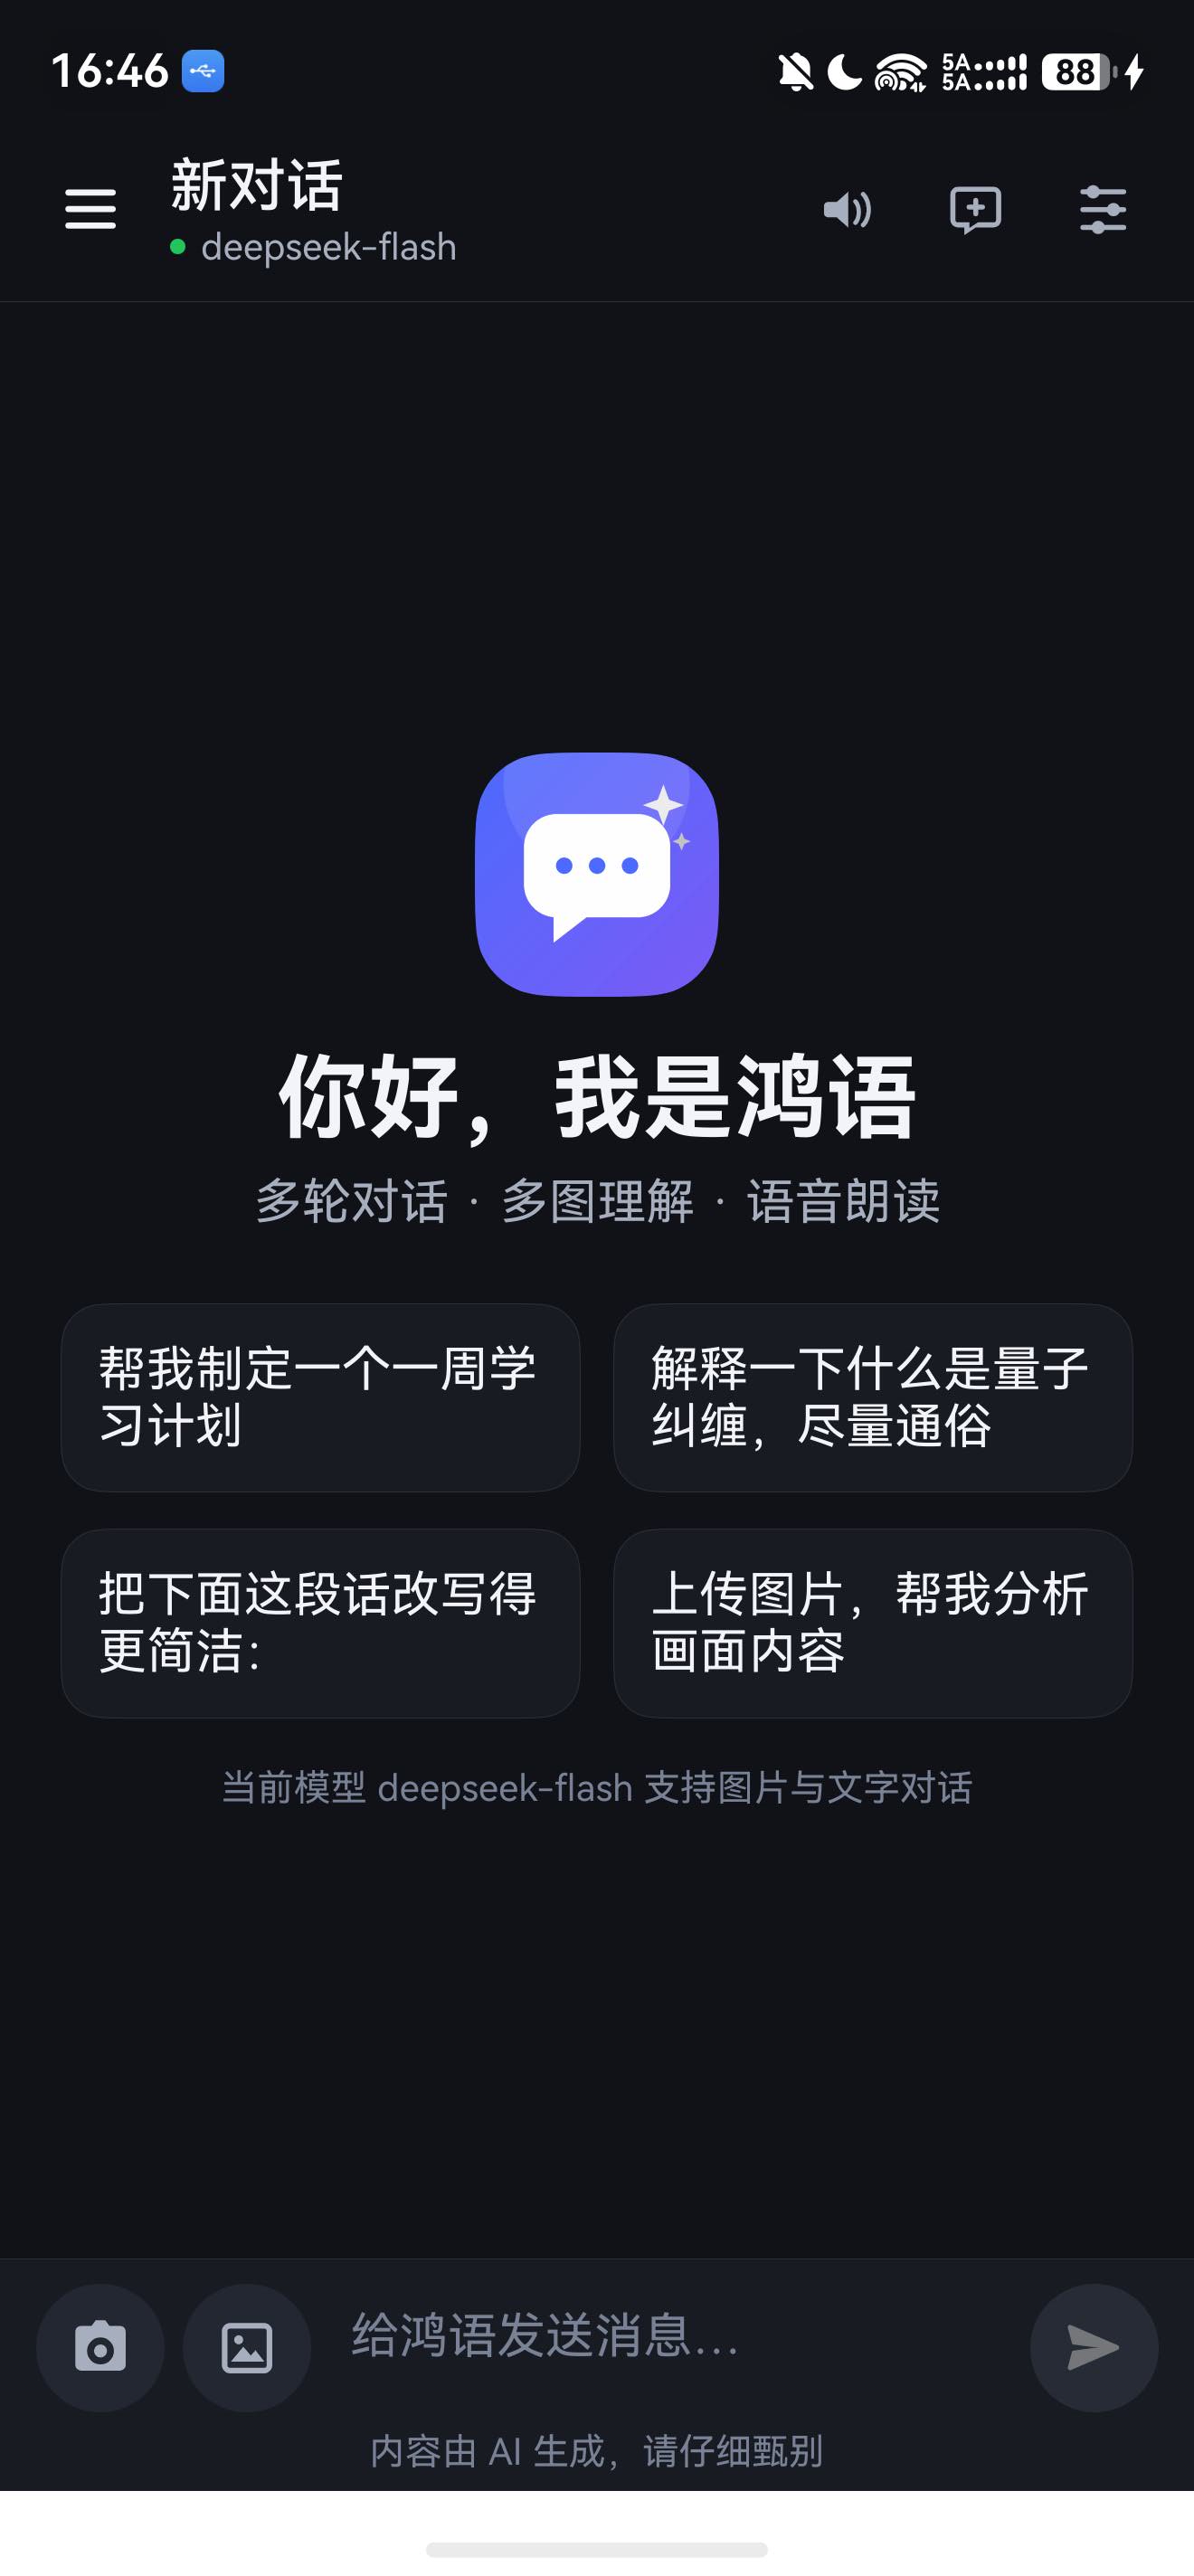 16:46
5A
5A
88
新对话
deepseek-flash
你好，我是鸿语
多轮对话 · 多图理解 · 语音朗读
帮我制定一个一周学
习计划
解释一下什么是量子
纠缠，尽量通俗
把下面这段话改写得
更简洁：
上传图片，帮我分析
画面内容
当前模型 deepseek-flash 支持图片与文字对话
给鸿语发送消息...
内容由 AI 生成，请仔细甄别